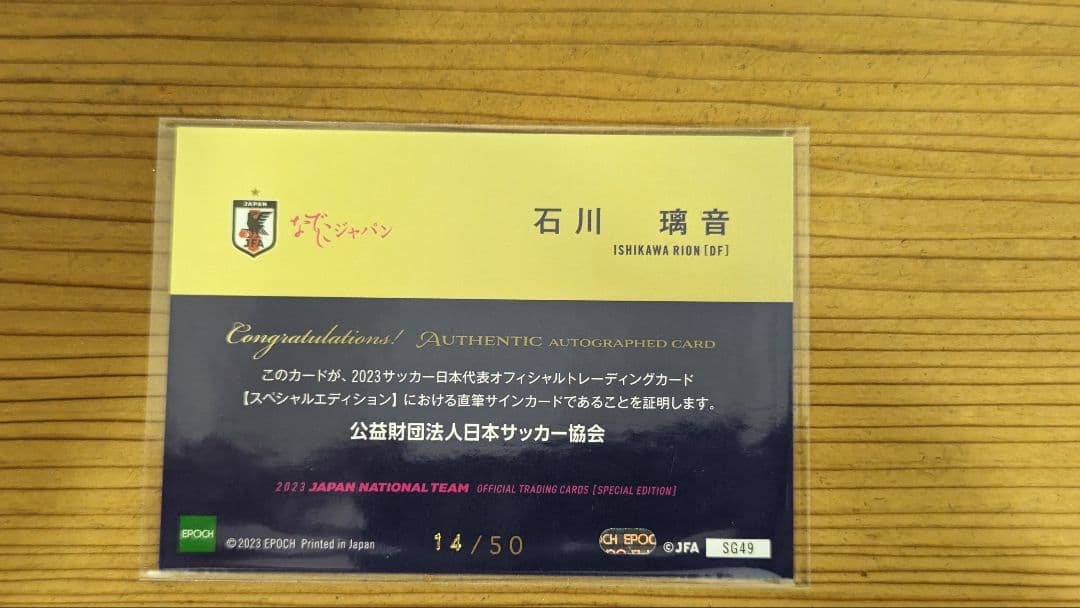 JAPAN
JFA
なでしこジャパン
石川 璃音
ISHIKAWA RION [DF]
Congratulations! AUTHENTIC AUTOGRAPHED CARD
このカードが、2023サッカー日本代表オフィシャルトレーディングカード
【スペシャルエディション】における直筆サインカードであることを証明します。
公益財団法人日本サッカー協会
2023 JAPAN NATIONAL TEAM OFFICIAL TRADING CARDS [SPECIAL EDITION]
EPOCH
©2023 EPOCH Printed in Japan
14/50
CH EPOC
©JFA
SG49